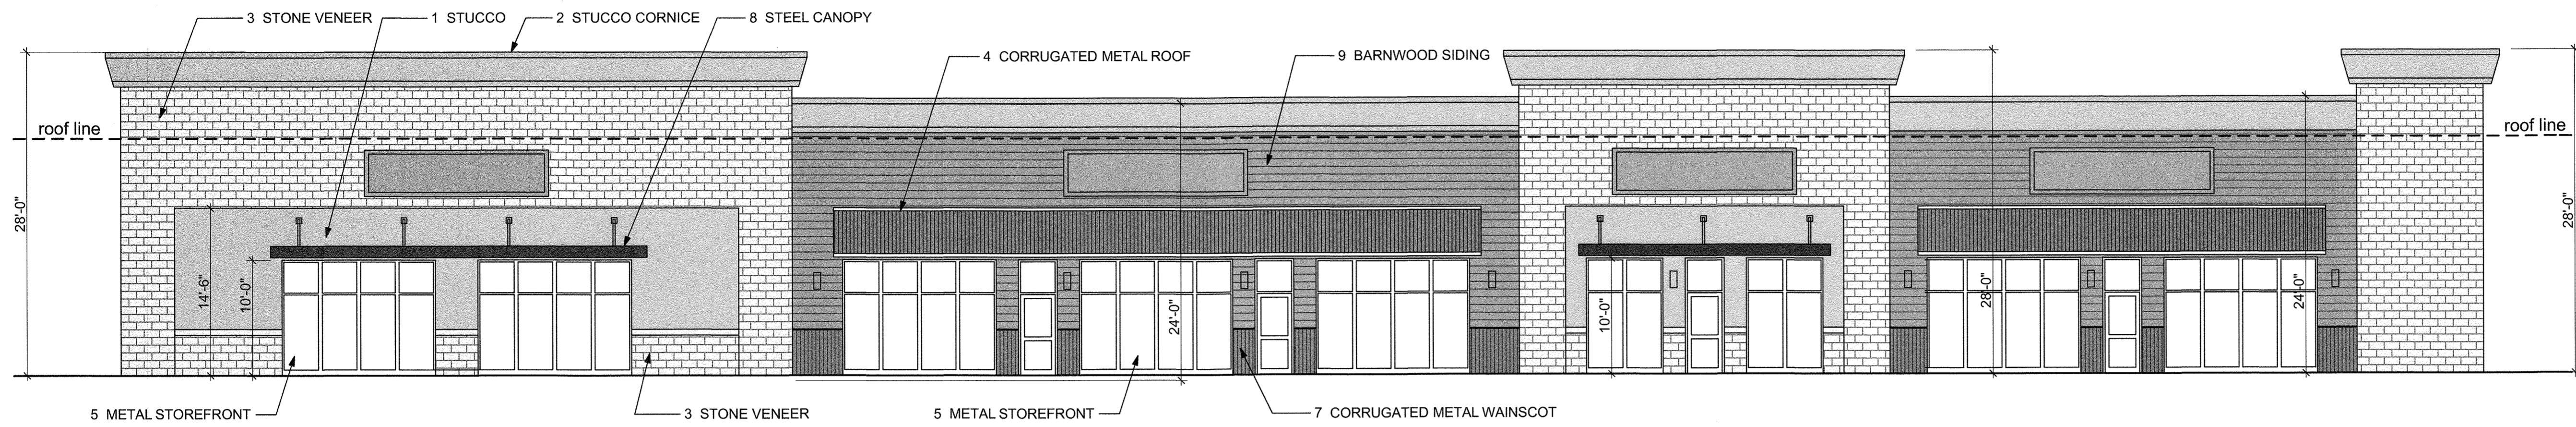 3 STONE VENEER
1 STUCCO
2 STUCCO CORNICE
8 STEEL CANOPY
4 CORRUGATED METAL ROOF
9 BARNWOOD SIDING
roof line
roof line
28'-0"
14'-6"
10'-0"
24'-0"
10'-0"
28'-0"
24'-0"
28'-0"
5 METAL STOREFRONT
3 STONE VENEER
5 METAL STOREFRONT
7 CORRUGATED METAL WAINSCOT